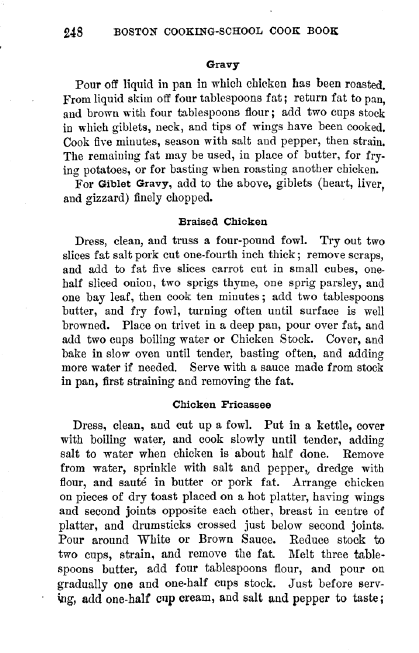 248 BOSTON COOKING-SCHOOL COOK BOOK
Gravy
Pour off liquid in pan in which chicken has been roasted.
From liquid skim off four tablespoons fat; return fat to pan,
and brown with four tablespoons flour; add two cups stock
in which giblets, neck, and tips of wings have been cooked.
Cook five minutes, season with salt and pepper, then strain.
The remaining fat may be used, in place of butter, for fry-
ing potatoes, or for basting when roasting another chicken.
For Giblet Gravy, add to the above, giblets (heart, liver,
and gizzard) finely chopped.
Braised Chicken
Dress, clean, and truss a four-pound fowl. Try out two
slices fat salt pork cut one-fourth inch thick; remove scraps,
and add to fat five slices carrot cut in small cubes, one-
half sliced onion, two sprigs thyme, one sprig parsley, and
one bay leaf, then cook ten minutes; add two tablespoons
butter, and fry fowl, turning often until surface is well
browned. Place on trivet in a deep pan, pour over fat, and
add two cups boiling water or Chicken Stock. Cover, and
bake in slow oven until tender, basting often, and adding
more water if needed. Serve with a sauce made from stock
in pan, first straining and removing the fat.
Chicken Fricassee
Dress, clean, and cut up a fowl. Put in a kettle, cover
with boiling water, and cook slowly until tender, adding
salt to water when chicken is about half done. Remove
from water, sprinkle with salt and pepper, dredge with
flour, and sauté in butter or pork fat. Arrange chicken
on pieces of dry toast placed on a hot platter, having wings
and second joints opposite each other, breast in centre of
platter, and drumsticks crossed just below second joints.
Pour around White or Brown Sauce. Reduce stock to
two cups, strain, and remove the fat. Melt three table-
spoons butter, add four tablespoons flour, and pour on
gradually one and one-half cups stock. Just before serv-
ing, add one-half cup cream, and salt and pepper to taste;